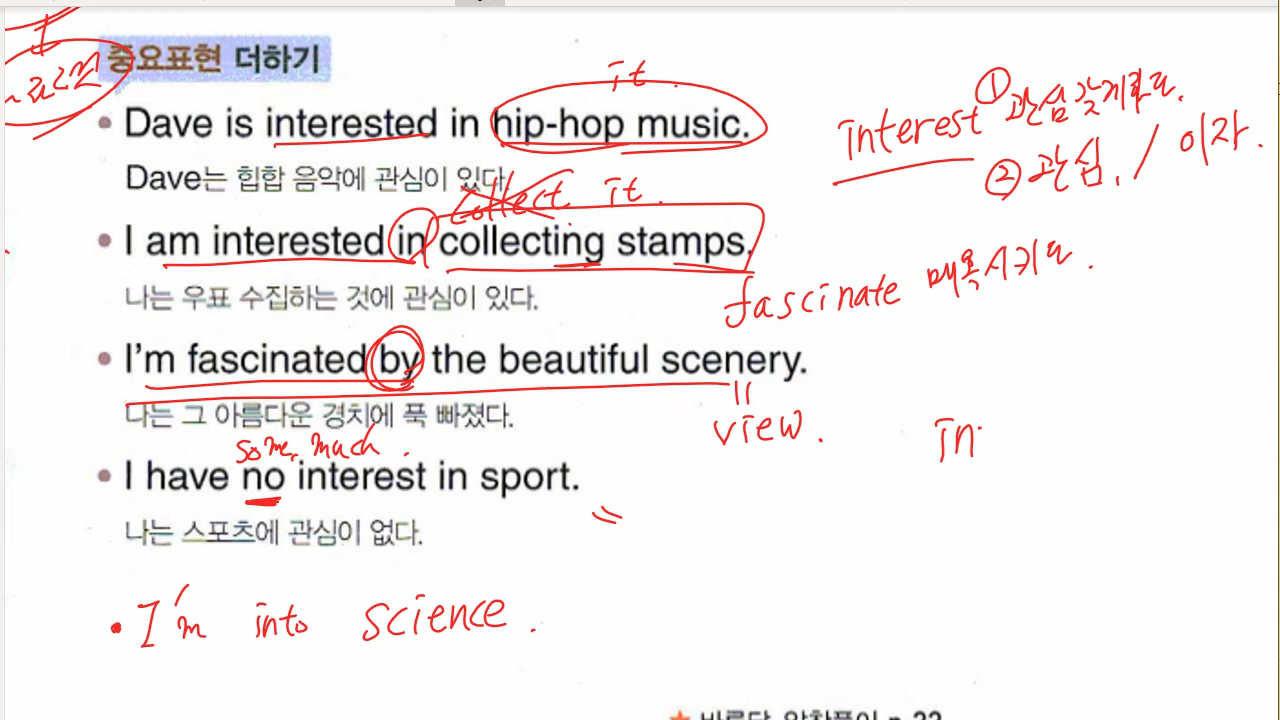 중요표현 더하기
it.
• Dave is interested in hip-hop music.
Dave는 힙합 음악에 관심이 있다.
interest ① 관심갖게하다.
② 관심. / 이자.
collect it.
• I am interested in collecting stamps.
나는 우표 수집하는 것에 관심이 있다.
fascinate 매혹시키다.
• I'm fascinated by the beautiful scenery.
나는 그 아름다운 경치에 푹 빠졌다.
view.
in
some, much.
• I have no interest in sport.
나는 스포츠에 관심이 없다.
• I'm into science.